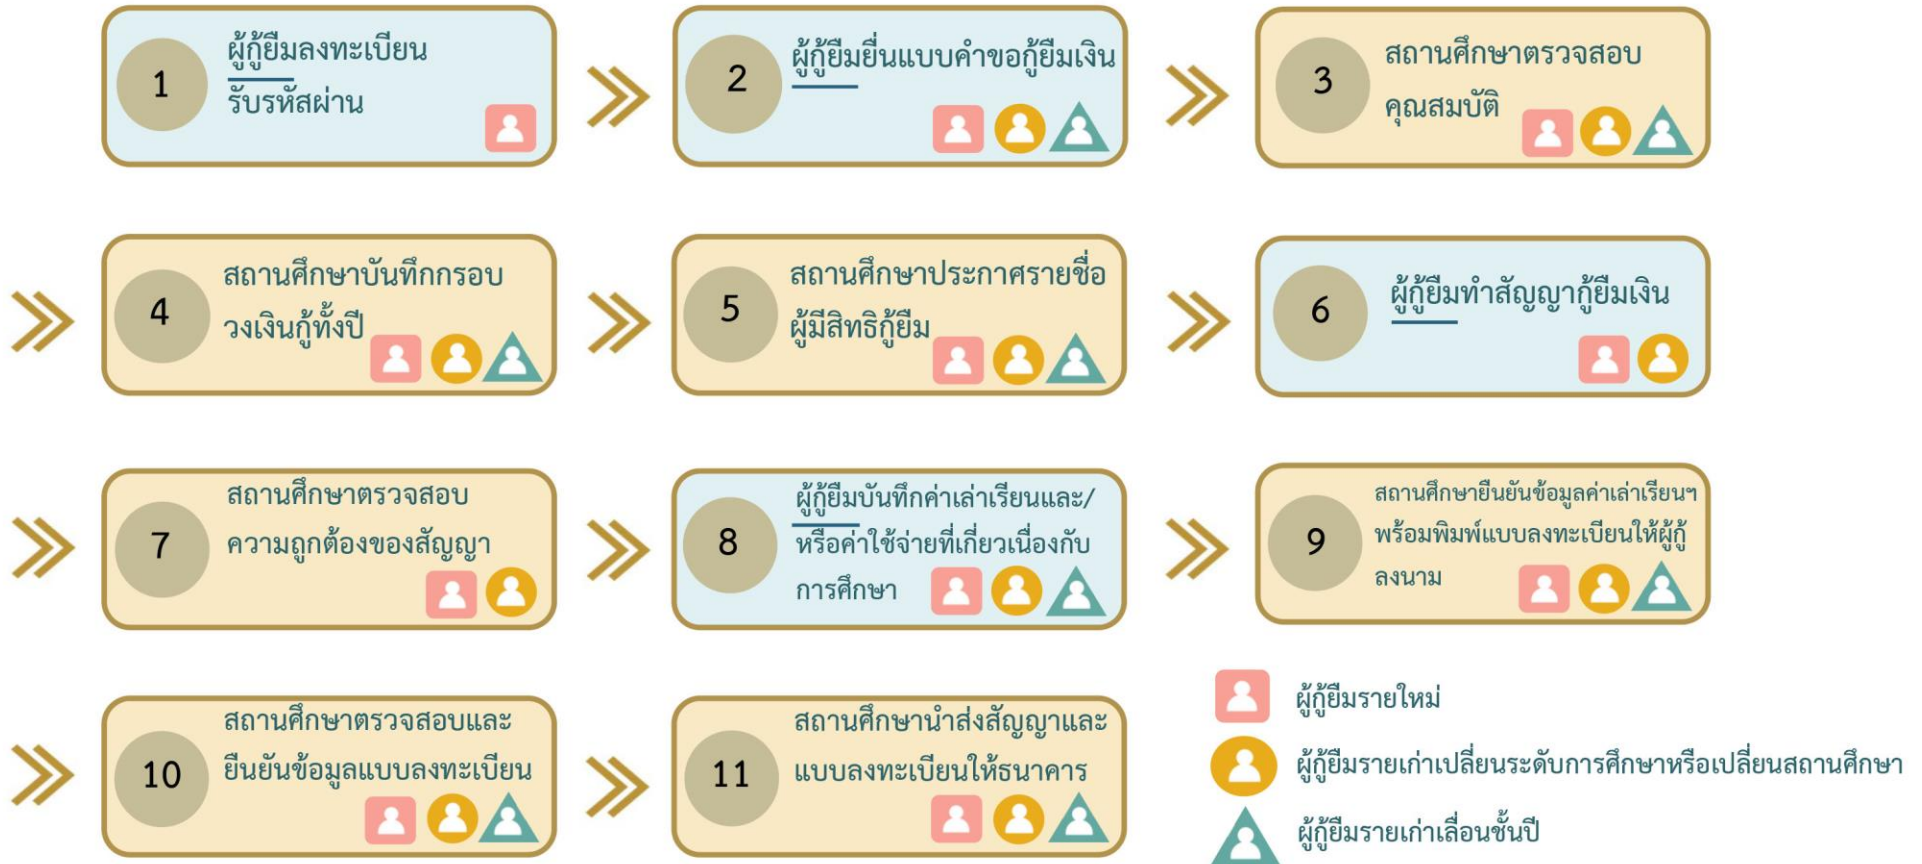 1
ผู้กู้ยืมลงทะเบียน
รับรหัสผ่าน
2
ผู้กู้ยืมยื่นแบบคำขอกู้ยืมเงิน
3
สถานศึกษาตรวจสอบ
คุณสมบัติ
4
สถานศึกษาบันทึกกรอบ
วงเงินกู้ทั้งปี
5
สถานศึกษาประกาศรายชื่อ
ผู้มีสิทธิกู้ยืม
6
ผู้กู้ยืมทำสัญญากู้ยืมเงิน
7
สถานศึกษาตรวจสอบ
ความถูกต้องของสัญญา
8
ผู้กู้ยืมบันทึกค่าเล่าเรียนและ/
หรือค่าใช้จ่ายที่เกี่ยวเนื่องกับ
การศึกษา
9
สถานศึกษายืนยันข้อมูลค่าเล่าเรียนฯ
พร้อมพิมพ์แบบลงทะเบียนให้ผู้กู้
ลงนาม
10
สถานศึกษาตรวจสอบและ
ยืนยันข้อมูลแบบลงทะเบียน
11
สถานศึกษานำส่งสัญญาและ
แบบลงทะเบียนให้ธนาคาร
ผู้กู้ยืมรายใหม่
ผู้กู้ยืมรายเก่าเปลี่ยนระดับการศึกษาหรือเปลี่ยนสถานศึกษา
ผู้กู้ยืมรายเก่าเลื่อนชั้นปี